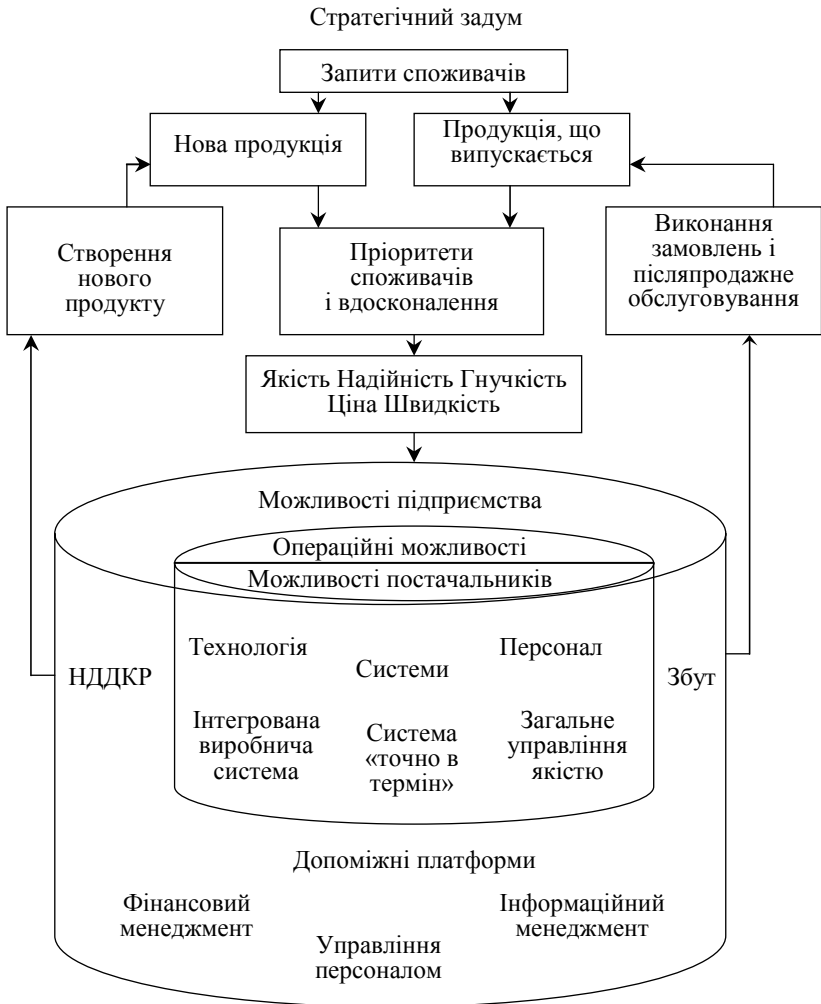 Стратегічний задум
Запити споживачів
Нова продукція
Продукція, що
випускається
Створення
нового
продукту
Пріоритети
споживачів
і вдосконалення
Виконання
замовлень і
післяпродажне
обслуговування
Якість Надійність Гнучкість
Ціна Швидкість
Можливості підприємства
Операційні можливості
Можливості постачальників
Технологія
Системи
Персонал
НДДКР
Збут
Інтегрована
виробнича
система
Система
«точно в
термін»
Загальне
управління
якістю
Допоміжні платформи
Фінансовий
менеджмент
Управління
персоналом
Інформаційний
менеджмент